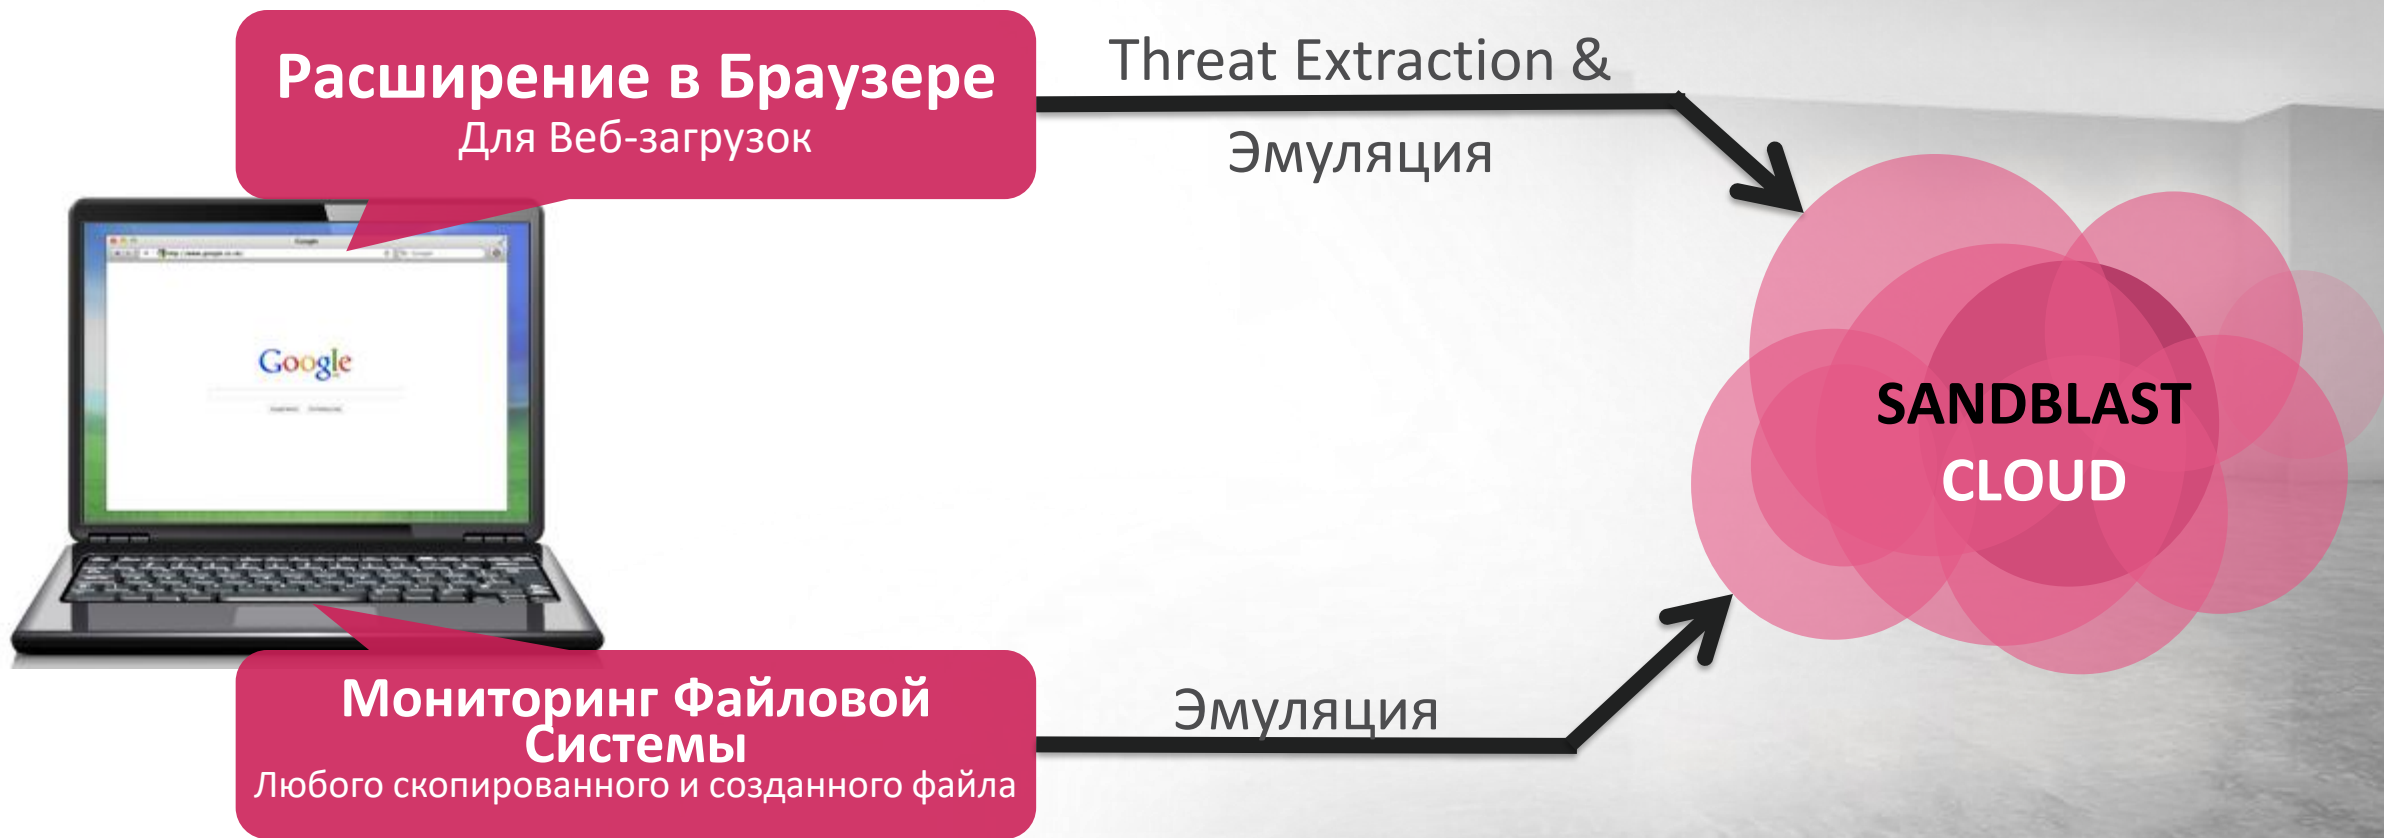 Расширение в Браузере
Для Веб-загрузок
Threat Extraction &
Эмуляция
Google
Google
SANDBLAST
CLOUD
Мониторинг Файловой
Системы
Любого скопированного и созданного файла
Эмуляция